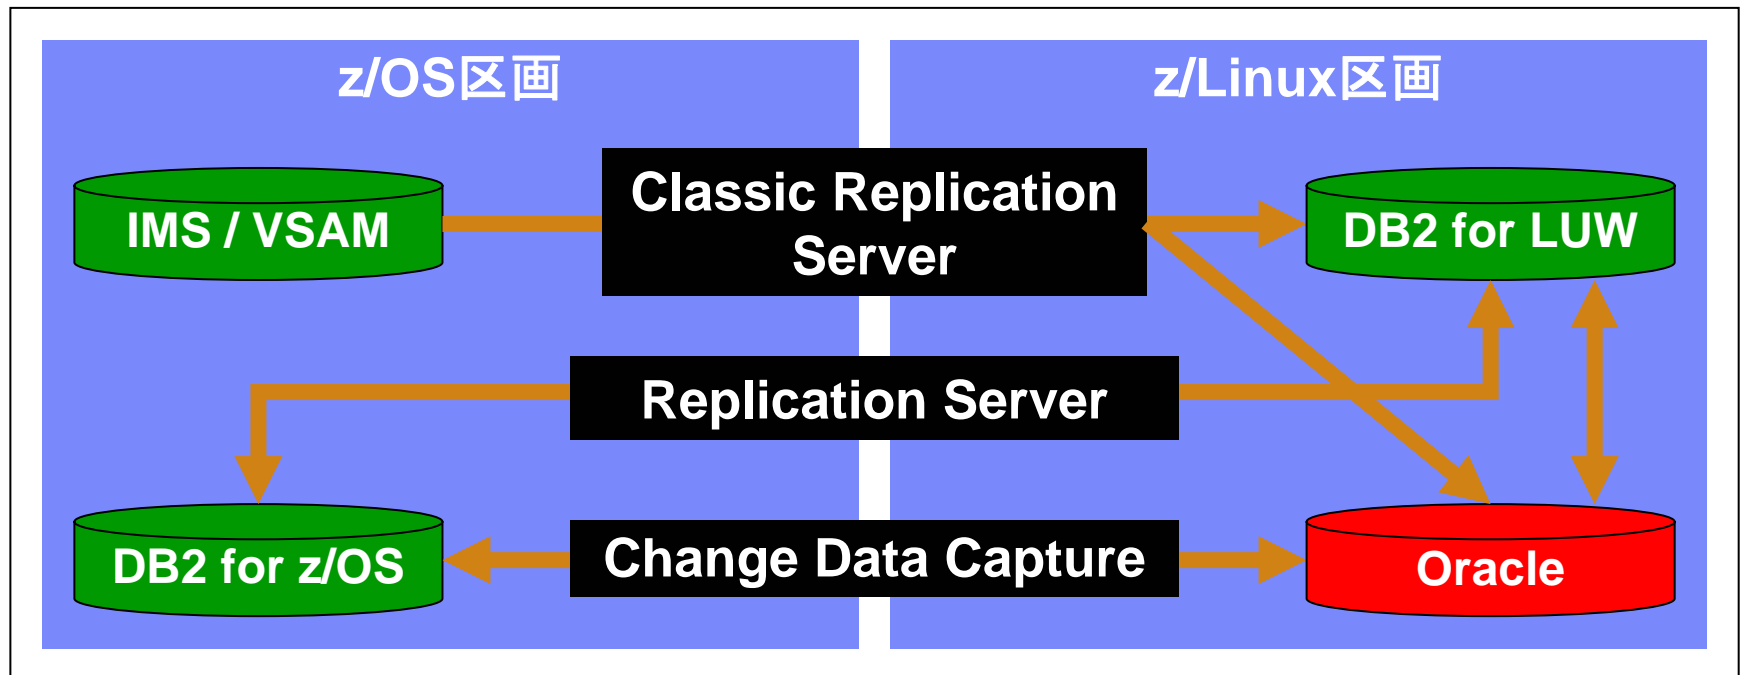 z/OS区画
z/Linux区画
Classic Replication
Server
IMS / VSAM
DB2 for LUW
Replication Server
DB2 for z/OS
Change Data Capture
Oracle